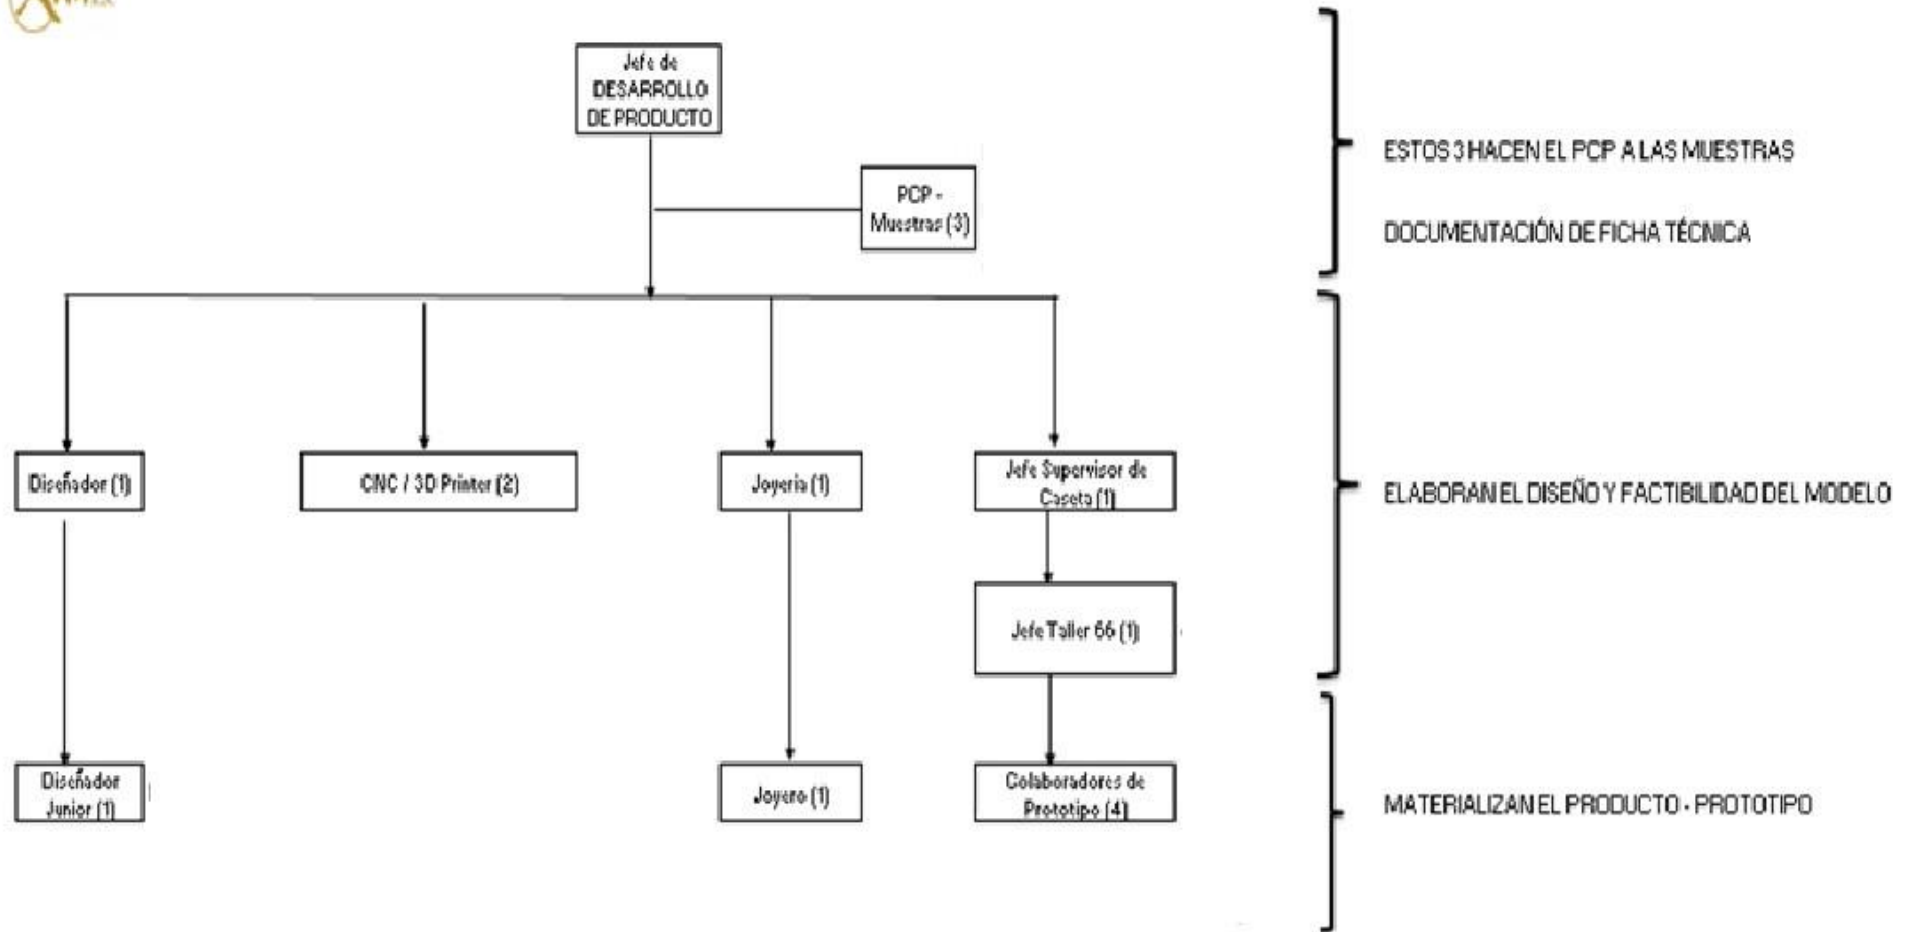 Jefe de
DESARROLLO
DE PRODUCTO
PCP -
Muestras (3)
ESTOS 3 HACEN EL PCP A LAS MUESTRAS
DOCUMENTACIÓN DE FICHA TÉCNICA
Diseñador (1)
CNC / 3D Printer (2)
Joyeria (1)
Jefe Supervisor de
Caseta (1)
ELABORAN EL DISEÑO Y FACTIBILIDAD DEL MODELO
Jefe Taller 66 (1)
Diseñador
Junior (1)
Joyero (1)
Colaboradores de
Prototipo (4)
MATERIALIZAN EL PRODUCTO - PROTOTIPO